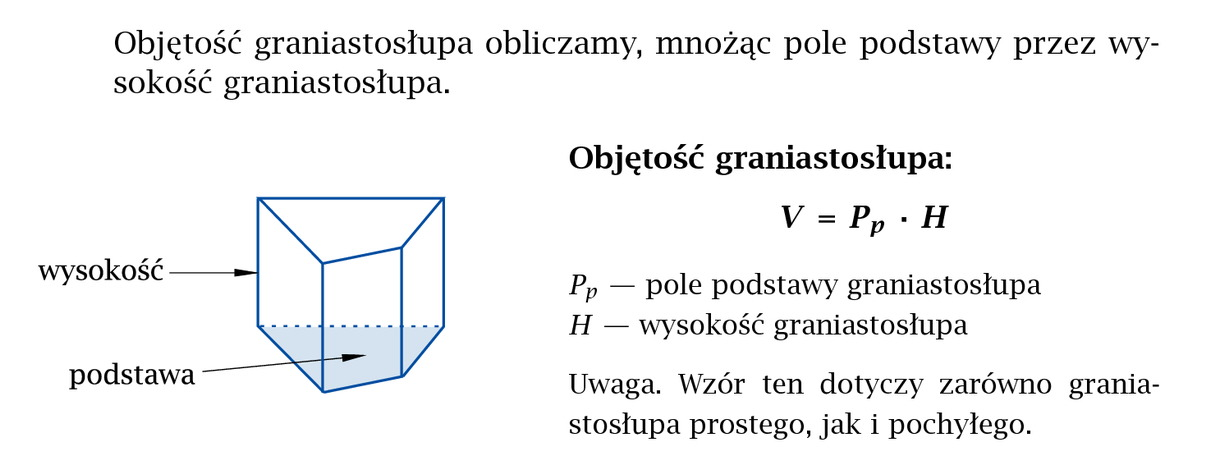 Objętość graniastosłupa obliczamy, mnożąc pole podstawy przez wy-
sokość graniastosłupa.
Objętość graniastosłupa:
V = Pₚ · H
wysokość
podstawa
Pₚ — pole podstawy graniastosłupa
H — wysokość graniastosłupa
Uwaga. Wzór ten dotyczy zarówno grania-
stosłupa prostego, jak i pochyłego.